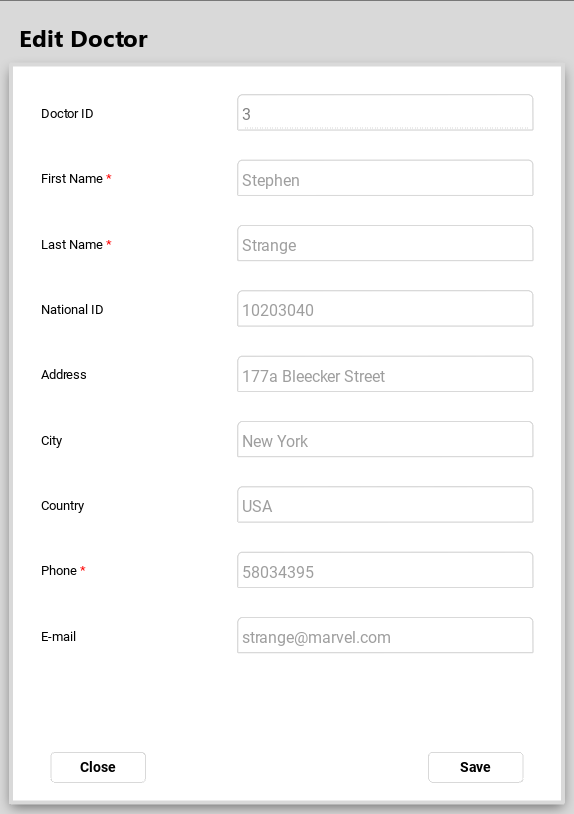 Edit Doctor
Doctor ID 3
First Name * Stephen
Last Name * Strange
National ID 10203040
Address 177a Bleecker Street
City New York
Country USA
Phone * 58034395
E-mail strange@marvel.com
Close Save